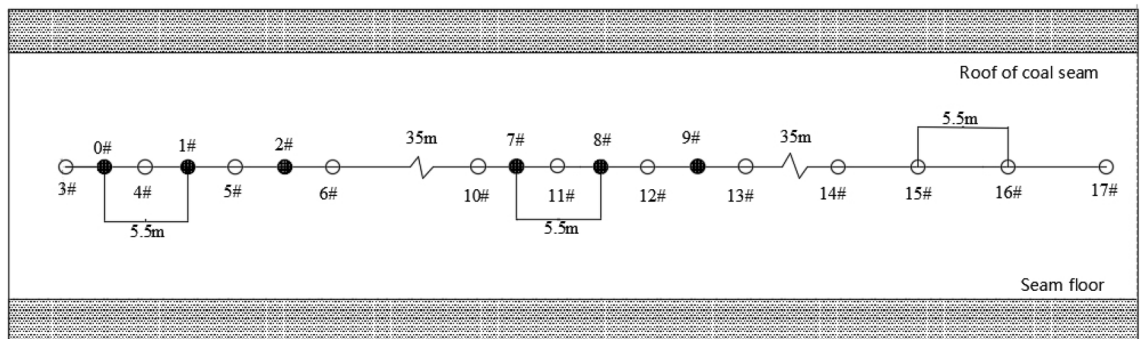 Roof of coal seam
0# 1# 2# 35m 7# 8# 9# 35m 5.5m
3# 4# 5# 6# 10# 11# 12# 13# 14# 15# 16# 17#
5.5m 5.5m
Seam floor